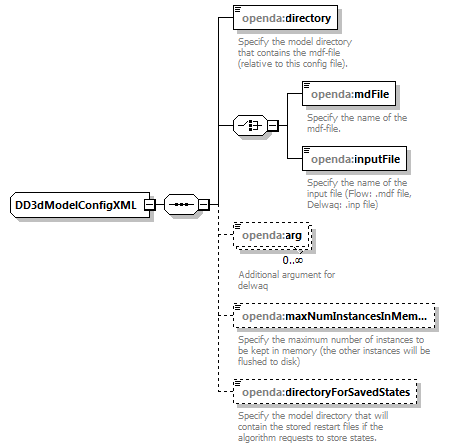 openda:directory
Specify the model directory
that contains the mdf-file
(relative to this config file).
openda:mdFile
Specify the name of the
mdf-file.
openda:inputFile
Specify the name of the
input file (Flow: .mdf file,
Delwaq: .inp file)
DD3dModelConfigXML
openda:arg
0..∞
Additional argument for
delwaq
openda:maxNumInstancesInMem...
Specify the maximum number of instances to
be kept in memory (the other instances will be
flushed to disk)
openda:directoryForSavedStates
Specify the model directory that will
contain the stored restart files if the
algorithm requests to store states.